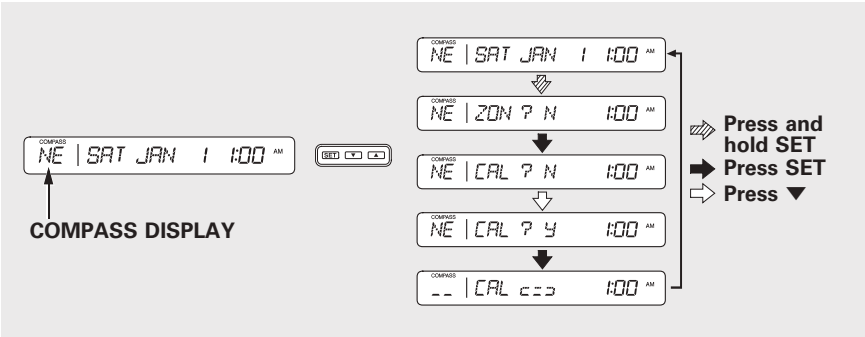 COMPASS
NE SAT JAN 1 1:00 AM
SET ▼ ▲
COMPASS DISPLAY
COMPASS
NE SAT JAN 1 1:00 AM
COMPASS
NE ZON ? N 1:00 AM
COMPASS
NE CAL ? N 1:00 AM
COMPASS
NE CAL ? Y 1:00 AM
COMPASS
-- CAL 1:00 AM
Press and
hold SET
Press SET
Press ▼